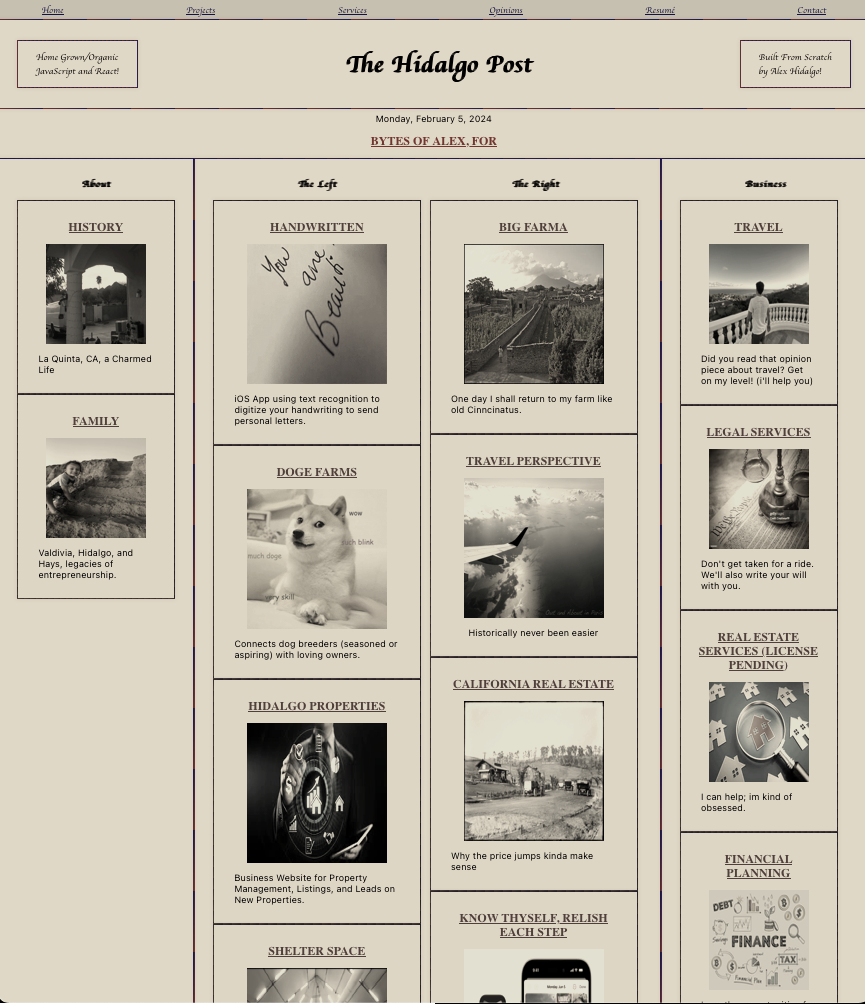 Home Projects Services Opinions Resumé Contact
Home Grown/Organic
JavaScript and React!
The Hidalgo Post
Built From Scratch
by Alex Hidalgo!
Monday, February 5, 2024
BYTES OF ALEX, FOR
About
HISTORY
La Quinta, CA, a Charmed
Life
FAMILY
Valdivia, Hidalgo, and
Hays, legacies of
entrepreneurship.
The Left
HANDWRITTEN
You
are
Beauti
iOS App using text recognition to
digitize your handwriting to send
personal letters.
DOGE FARMS
wow
such blink
much doge
very skill
Connects dog breeders (seasoned or
aspiring) with loving owners.
HIDALGO PROPERTIES
Business Website for Property
Management, Listings, and Leads on
New Properties.
SHELTER SPACE
The Right
BIG FARMA
One day I shall return to my farm like
old Cinncinatus.
TRAVEL PERSPECTIVE
Historically never been easier
CALIFORNIA REAL ESTATE
Why the price jumps kinda make
sense
KNOW THYSELF, RELISH
EACH STEP
Business
TRAVEL
Did you read that opinion
piece about travel? Get
on my level! (i'll help you)
LEGAL SERVICES
We the People
Don't get taken for a ride.
We'll also write your will
with you.
REAL ESTATE
SERVICES (LICENSE
PENDING)
I can help; im kind of
obsessed.
FINANCIAL
PLANNING
DEBT
Savings
FINANCE
TAX
Financial Plan